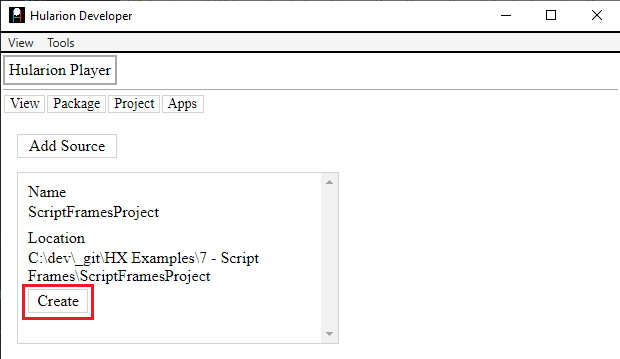 Hularion Developer
View Tools
Hularion Player
View Package Project Apps
Add Source
Name
ScriptFramesProject
Location
C:\dev\_git\HX Examples\7 - Script
Frames\ScriptFramesProject
Create